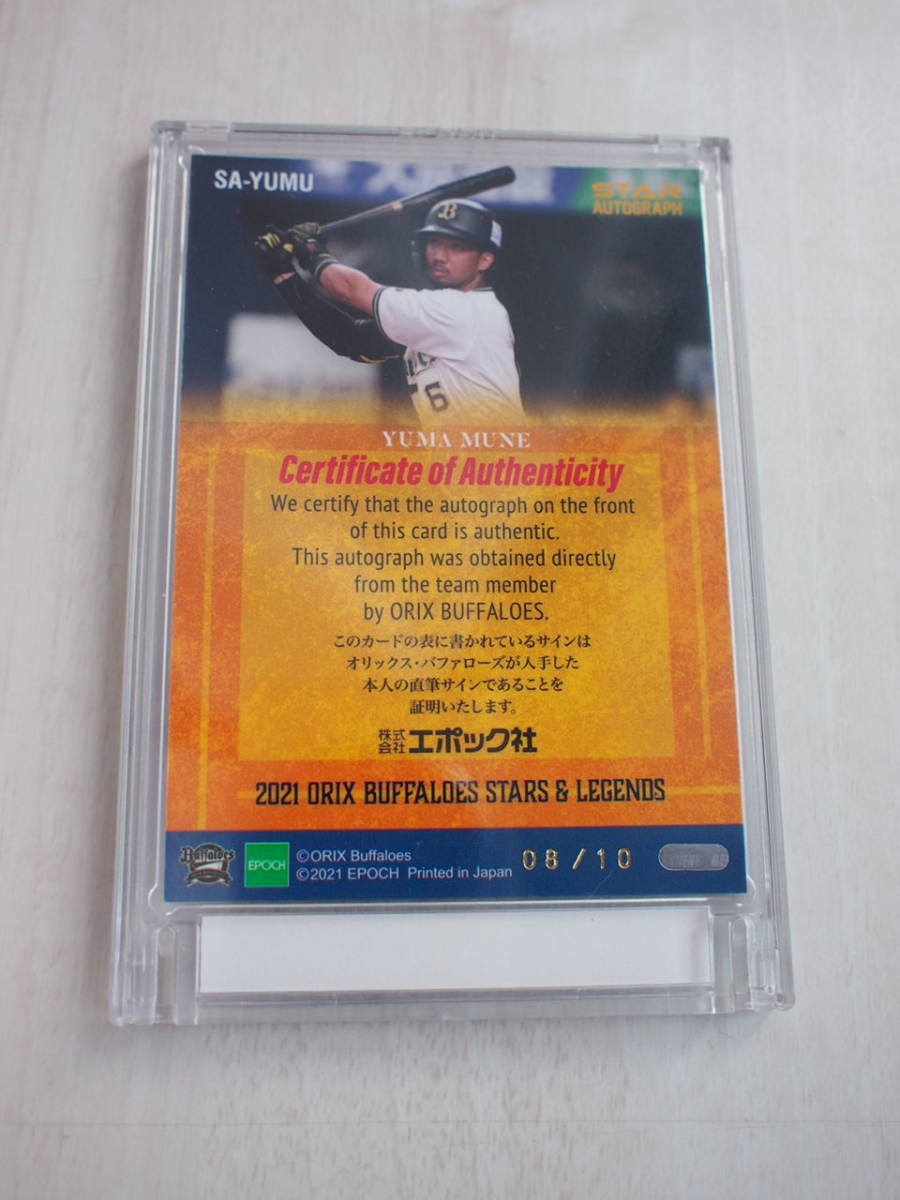 SA-YUMU
STAR
AUTOGRAPH
B
6
YUMA MUNE
Certificate of Authenticity
We certify that the autograph on the front
of this card is authentic.
This autograph was obtained directly
from the team member
by ORIX BUFFALOES.
このカードの表に書かれているサインは
オリックス・バファローズが入手した
本人の直筆サインであることを
証明いたします。
株式会社 エポック社
2021 ORIX BUFFALOES STARS & LEGENDS
Buffaloes
EPOCH
©ORIX Buffaloes
©2021 EPOCH Printed in Japan
08/10